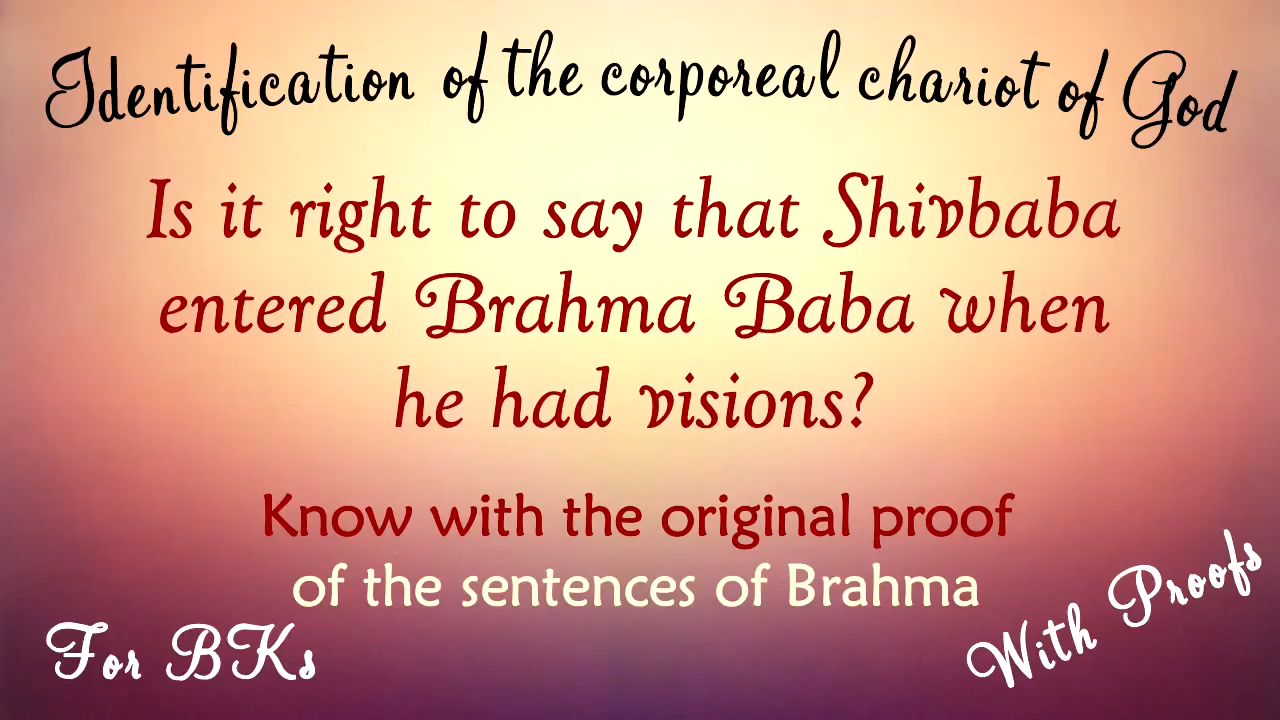 Identification of the corporeal chariot of God
Is it right to say that Shivbaba
entered Brahma Baba when
he had visions?
Know with the original proof
of the sentences of Brahma
For BKs
With Proofs